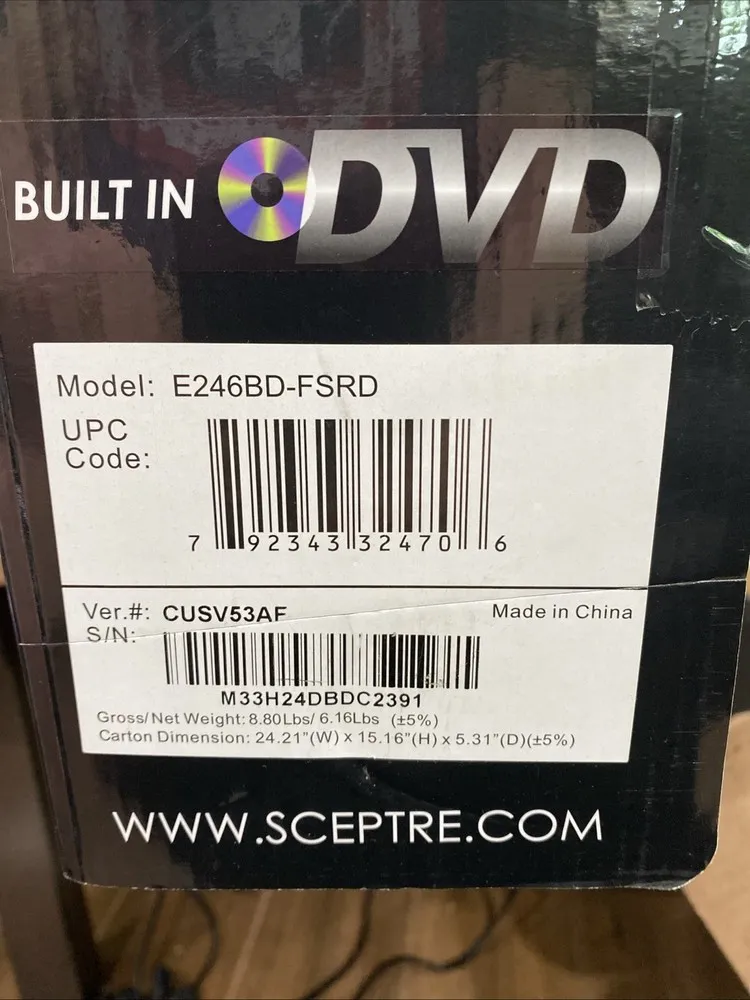 BUILT IN DVD
Model: E246BD-FSRD
UPC
Code:
7 92343 32470 6
Ver.#: CUSV53AF Made in China
S/N:
M33H24DBDC2391
Gross/Net Weight: 8.80Lbs/ 6.16Lbs (±5%)
Carton Dimension: 24.21"(W) x 15.16"(H) x 5.31"(D)(±5%)
WWW.SCEPTRE.COM